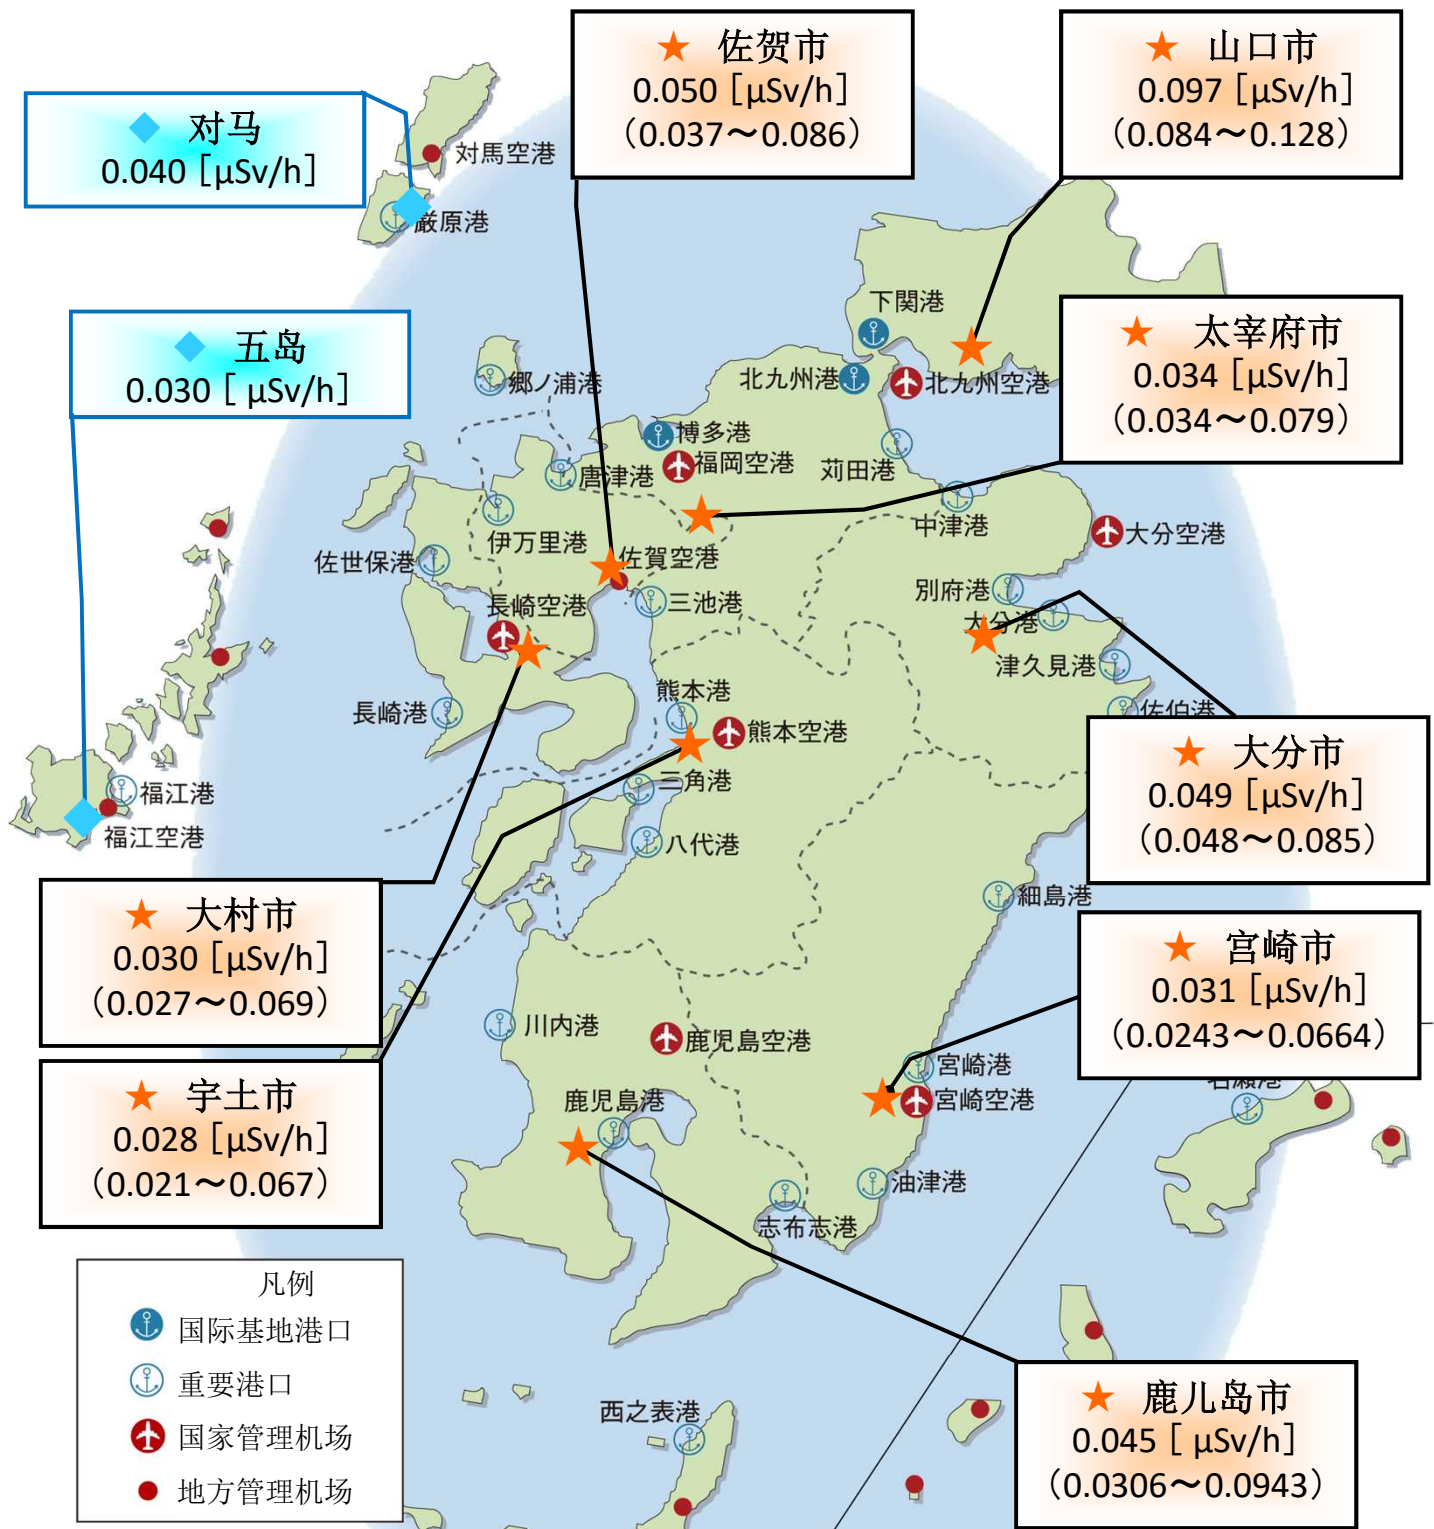 ★ 佐贺市
0.050 [μSv/h]
(0.037～0.086)
★ 山口市
0.097 [μSv/h]
(0.084～0.128)
◆ 对马
0.040 [μSv/h]
対馬空港
厳原港
◆ 五岛
0.030 [ μSv/h]
★ 太宰府市
0.034 [μSv/h]
(0.034～0.079)
下関港
郷ノ浦港
北九州港
北九州空港
博多港
福岡空港
唐津港
苅田港
中津港
伊万里港
大分空港
佐世保港
佐賀空港
別府港
長崎空港
三池港
大分港
津久見港
長崎港
熊本港
佐伯港
熊本空港
三角港
福江港
福江空港
八代港
★ 大分市
0.049 [μSv/h]
(0.048～0.085)
細島港
★ 大村市
0.030 [μSv/h]
(0.027～0.069)
★ 宫崎市
0.031 [μSv/h]
(0.0243～0.0664)
川内港
鹿児島空港
宮崎港
宮崎空港
★ 宇土市
0.028 [μSv/h]
(0.021～0.067)
鹿児島港
油津港
志布志港
凡例
国际基地港口
重要港口
国家管理机场
地方管理机场
西之表港
★ 鹿儿岛市
0.045 [ μSv/h]
(0.0306～0.0943)